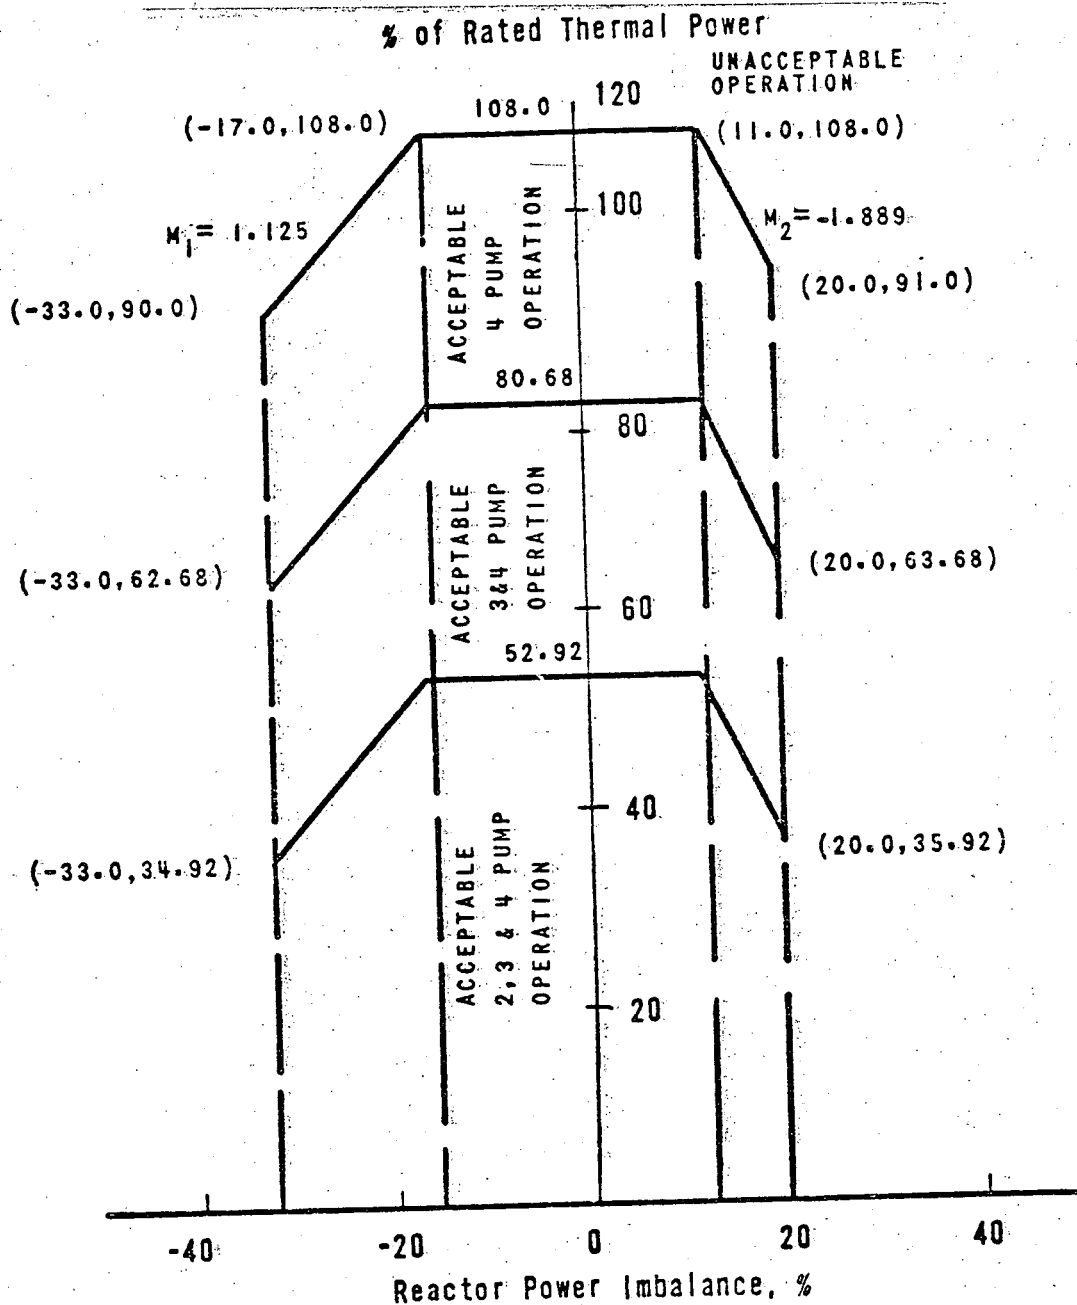 % of Rated Thermal Power
UNACCEPTABLE
OPERATION
108.0
120
(-17.0,108.0)
(11.0,108.0)
100
M1= 1.125
M2=-1.889
(-33.0,90.0)
(20.0,91.0)
ACCEPTABLE
4 PUMP
OPERATION
80.68
80
ACCEPTABLE
3&4 PUMP
OPERATION
(-33.0,62.68)
(20.0,63.68)
60
52.92
40
(-33.0,34.92)
(20.0,35.92)
ACCEPTABLE
2,3 & 4 PUMP
OPERATION
20
-40
-20
0
20
40
Reactor Power Imbalance, %